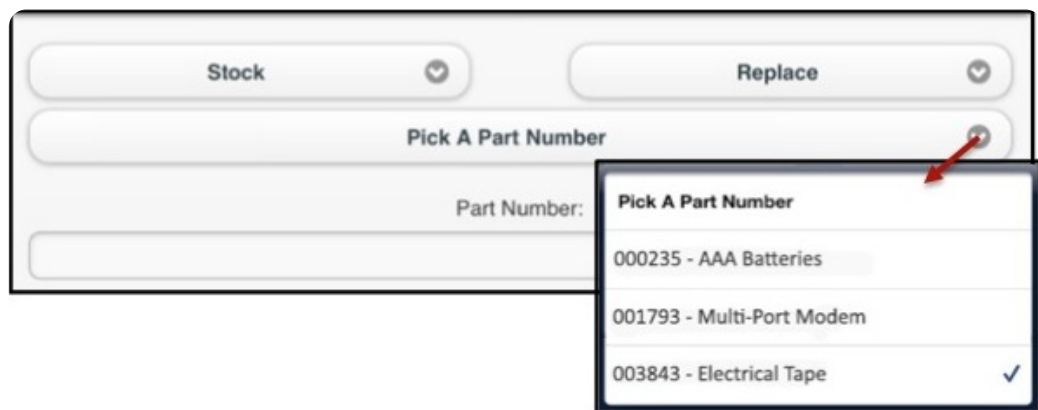 Stock
Replace
Pick A Part Number
Part Number:
Pick A Part Number
000235 - AAA Batteries
001793 - Multi-Port Modem
003843 - Electrical Tape